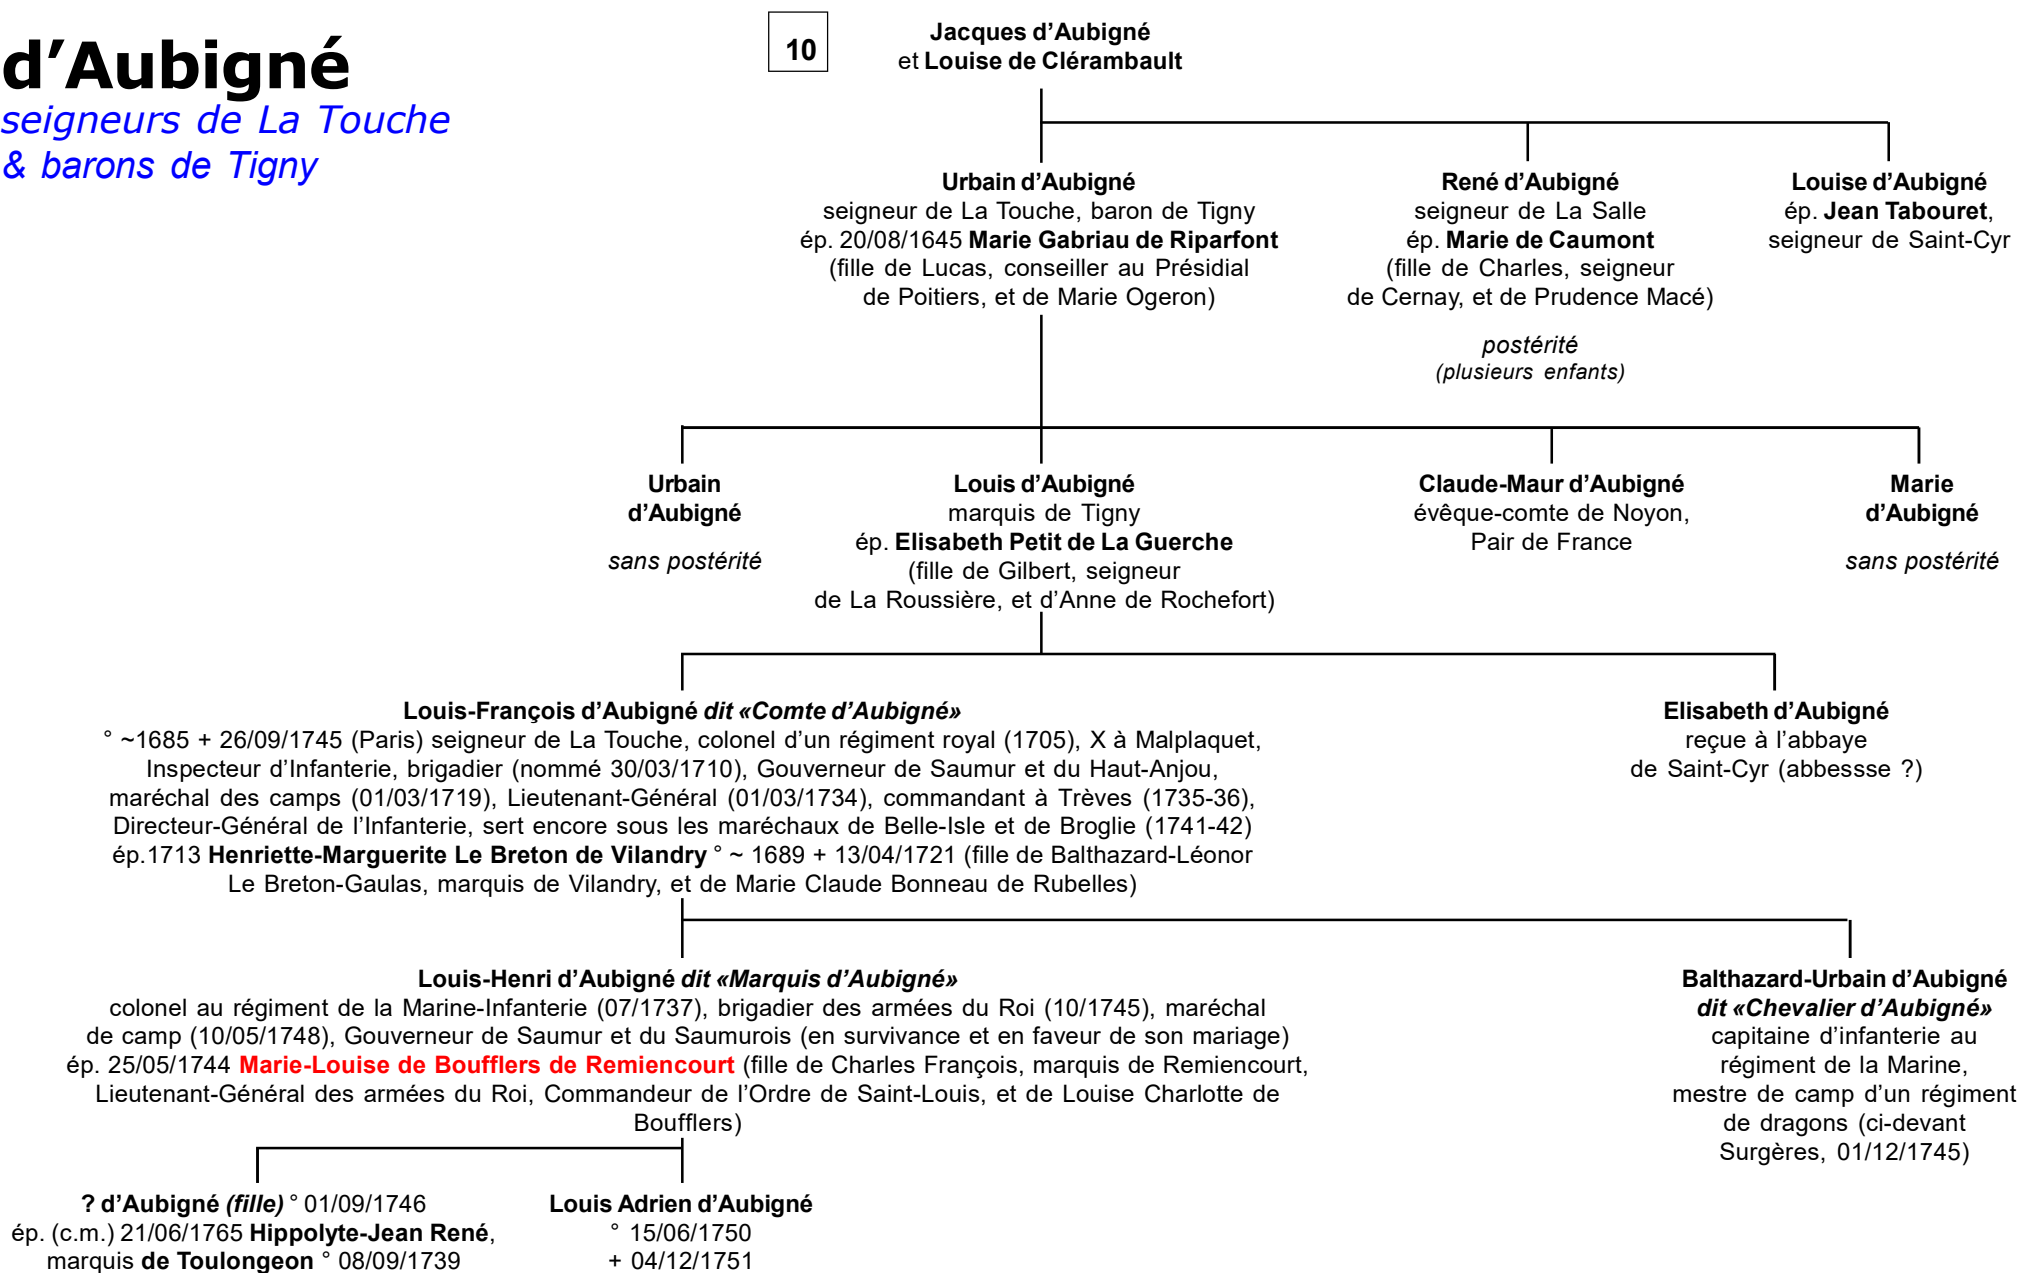 d’Aubigné
seigneurs de La Touche
& barons de Tigny
10
Jacques d’Aubigné
et Louise de Clérambault
Urbain d’Aubigné
seigneur de La Touche, baron de Tigny
ép. 20/08/1645 Marie Gabriau de Riparfont
(fille de Lucas, conseiller au Présidial
de Poitiers, et de Marie Ogeron)
René d’Aubigné
seigneur de La Salle
ép. Marie de Caumont
(fille de Charles, seigneur
de Cernay, et de Prudence Macé)
postérité
(plusieurs enfants)
Louise d’Aubigné
ép. Jean Tabouret,
seigneur de Saint-Cyr
Urbain
d’Aubigné
sans postérité
Louis d’Aubigné
marquis de Tigny
ép. Elisabeth Petit de La Guerche
(fille de Gilbert, seigneur
de La Roussière, et d’Anne de Rochefort)
Claude-Maur d’Aubigné
évêque-comte de Noyon,
Pair de France
Marie
d’Aubigné
sans postérité
Louis-François d’Aubigné dit «Comte d’Aubigné»
° ~1685 + 26/09/1745 (Paris) seigneur de La Touche, colonel d’un régiment royal (1705), X à Malplaquet,
Inspecteur d’Infanterie, brigadier (nommé 30/03/1710), Gouverneur de Saumur et du Haut-Anjou,
maréchal des camps (01/03/1719), Lieutenant-Général (01/03/1734), commandant à Trèves (1735-36),
Directeur-Général de l’Infanterie, sert encore sous les maréchaux de Belle-Isle et de Broglie (1741-42)
ép.1713 Henriette-Marguerite Le Breton de Vilandry ° ~ 1689 + 13/04/1721 (fille de Balthazard-Léonor
Le Breton-Gaulas, marquis de Vilandry, et de Marie Claude Bonneau de Rubelles)
Elisabeth d’Aubigné
reçue à l’abbaye
de Saint-Cyr (abbessse ?)
Louis-Henri d’Aubigné dit «Marquis d’Aubigné»
colonel au régiment de la Marine-Infanterie (07/1737), brigadier des armées du Roi (10/1745), maréchal
de camp (10/05/1748), Gouverneur de Saumur et du Saumurois (en survivance et en faveur de son mariage)
ép. 25/05/1744 Marie-Louise de Boufflers de Remiencourt (fille de Charles François, marquis de Remiencourt,
Lieutenant-Général des armées du Roi, Commandeur de l’Ordre de Saint-Louis, et de Louise Charlotte de
Boufflers)
Balthazard-Urbain d’Aubigné
dit «Chevalier d’Aubigné»
capitaine d’infanterie au
régiment de la Marine,
mestre de camp d’un régiment
de dragons (ci-devant
Surgères, 01/12/1745)
? d’Aubigné (fille) ° 01/09/1746
ép. (c.m.) 21/06/1765 Hippolyte-Jean René,
marquis de Toulongeon ° 08/09/1739
Louis Adrien d’Aubigné
° 15/06/1750
+ 04/12/1751